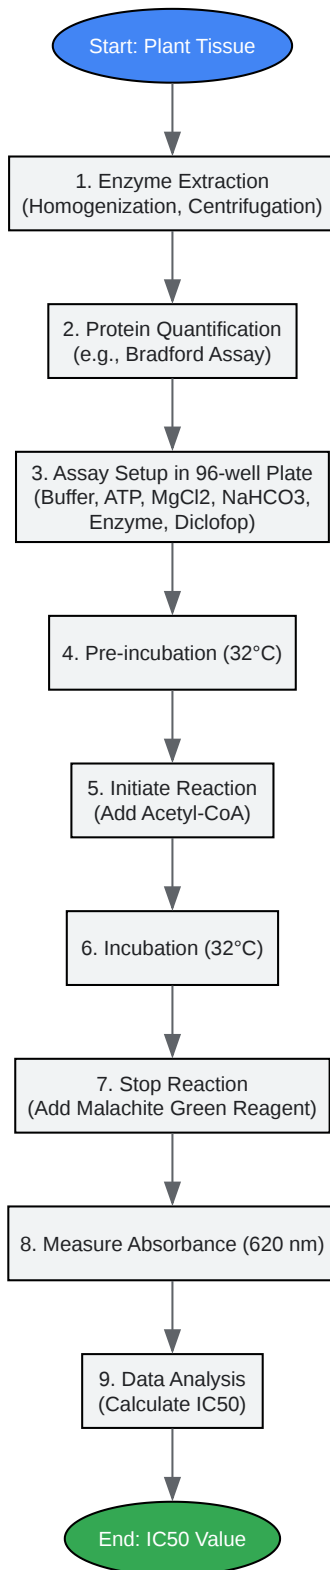 Start: Plant Tissue
1. Enzyme Extraction
(Homogenization, Centrifugation)
2. Protein Quantification
(e.g., Bradford Assay)
3. Assay Setup in 96-well Plate
(Buffer, ATP, MgCl2, NaHCO3,
Enzyme, Diclofop)
4. Pre-incubation (32°C)
5. Initiate Reaction
(Add Acetyl-CoA)
6. Incubation (32°C)
7. Stop Reaction
(Add Malachite Green Reagent)
8. Measure Absorbance (620 nm)
9. Data Analysis
(Calculate IC50)
End: IC50 Value